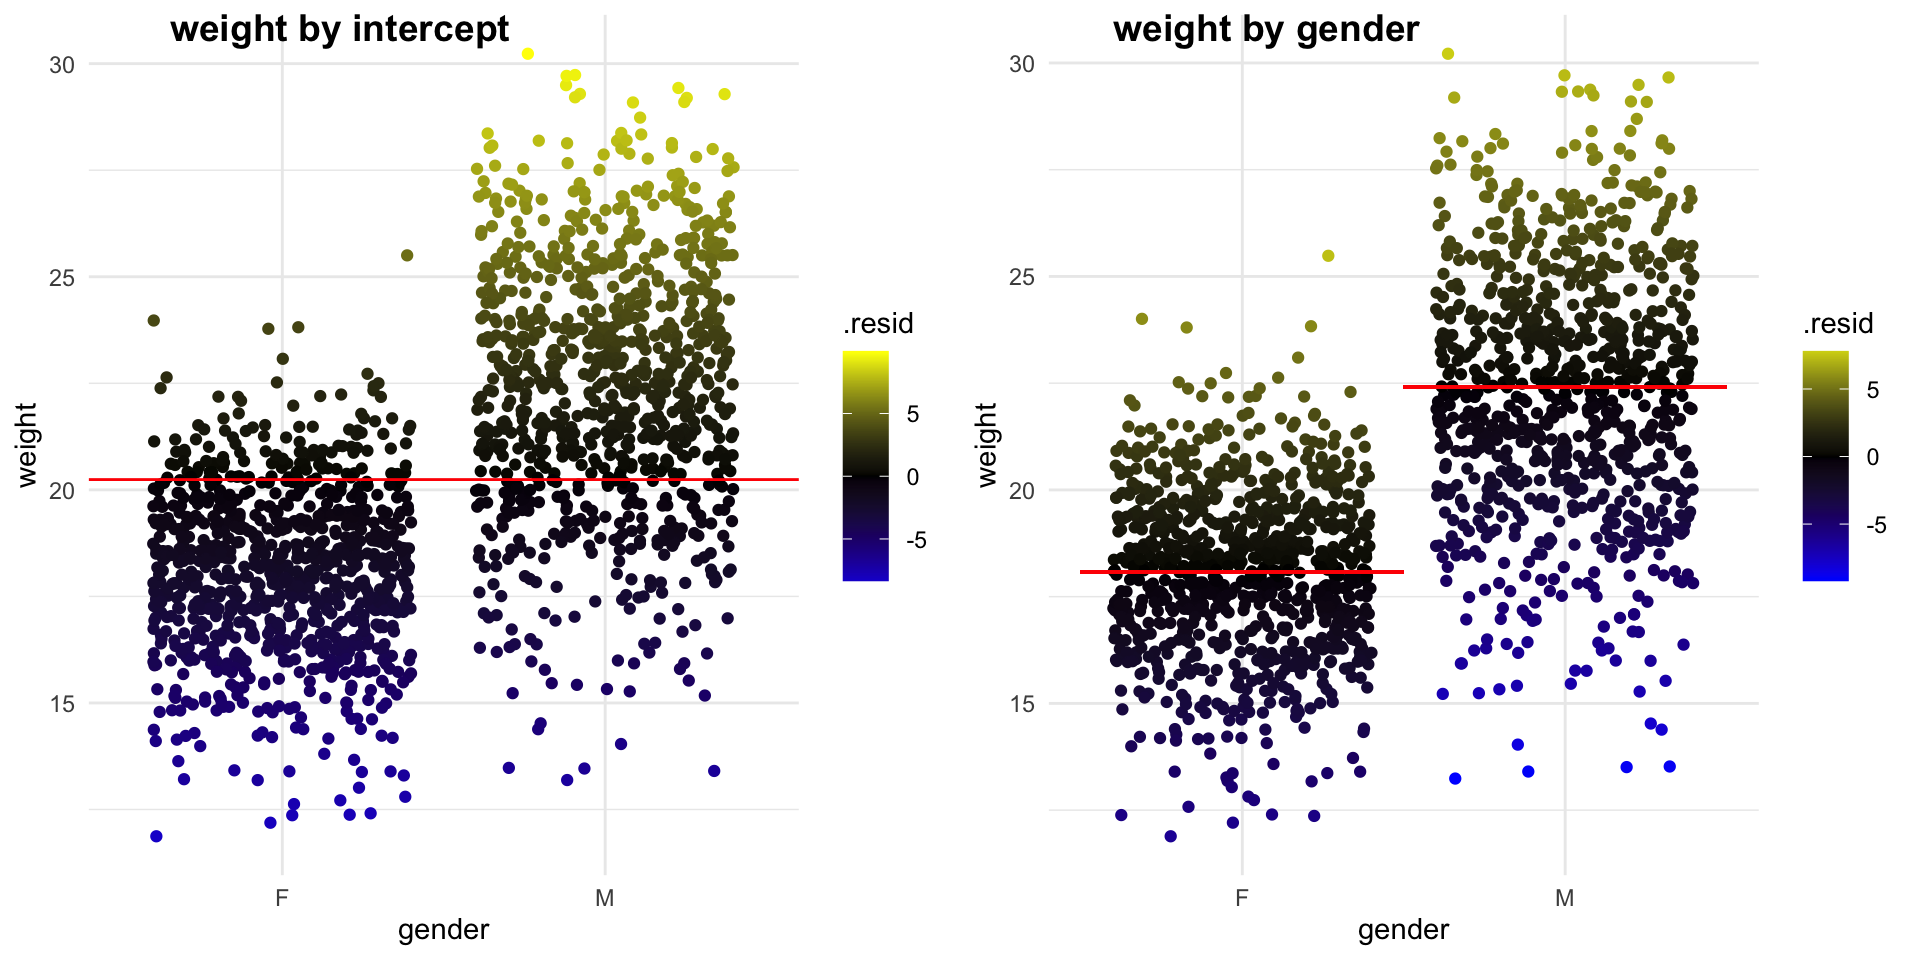 weight by intercept
30
25
20
15
weight
F
M
gender
.resid
5
0
-5
weight by gender
30
25
20
15
weight
F
M
gender
.resid
5
0
-5